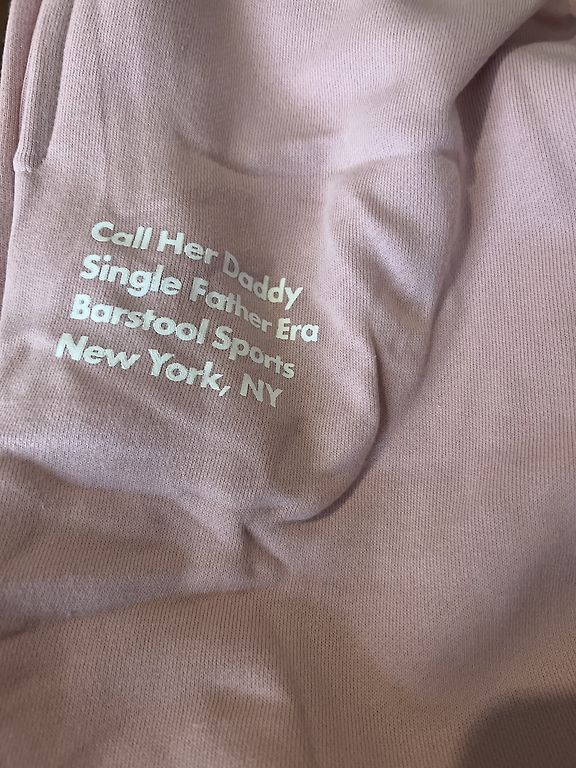 Call Her Daddy
Single Father Era
Barstool Sports
New York, NY